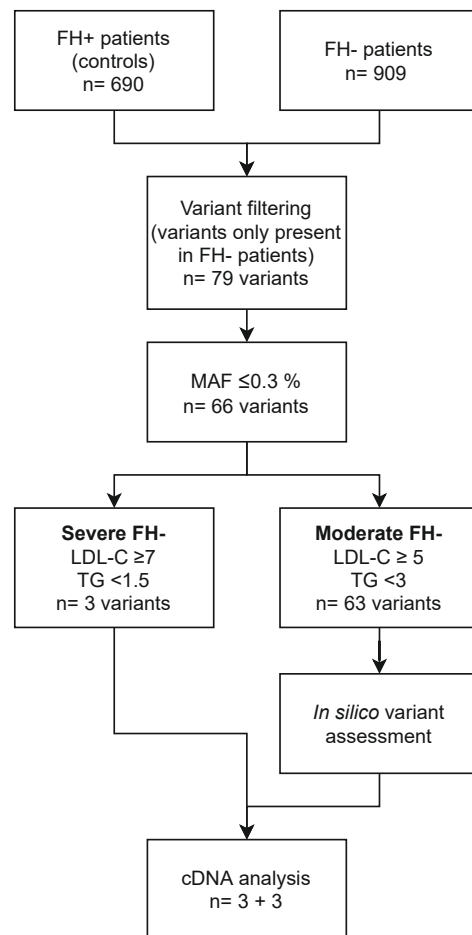 FH+ patients
(controls)
n= 690
FH- patients
n= 909
Variant filtering
(variants only present
in FH- patients)
n= 79 variants
MAF ≤0.3 %
n= 66 variants
Severe FH-
LDL-C ≥7
TG <1.5
n= 3 variants
Moderate FH-
LDL-C ≥ 5
TG <3
n= 63 variants
In silico variant
assessment
cDNA analysis
n= 3 + 3